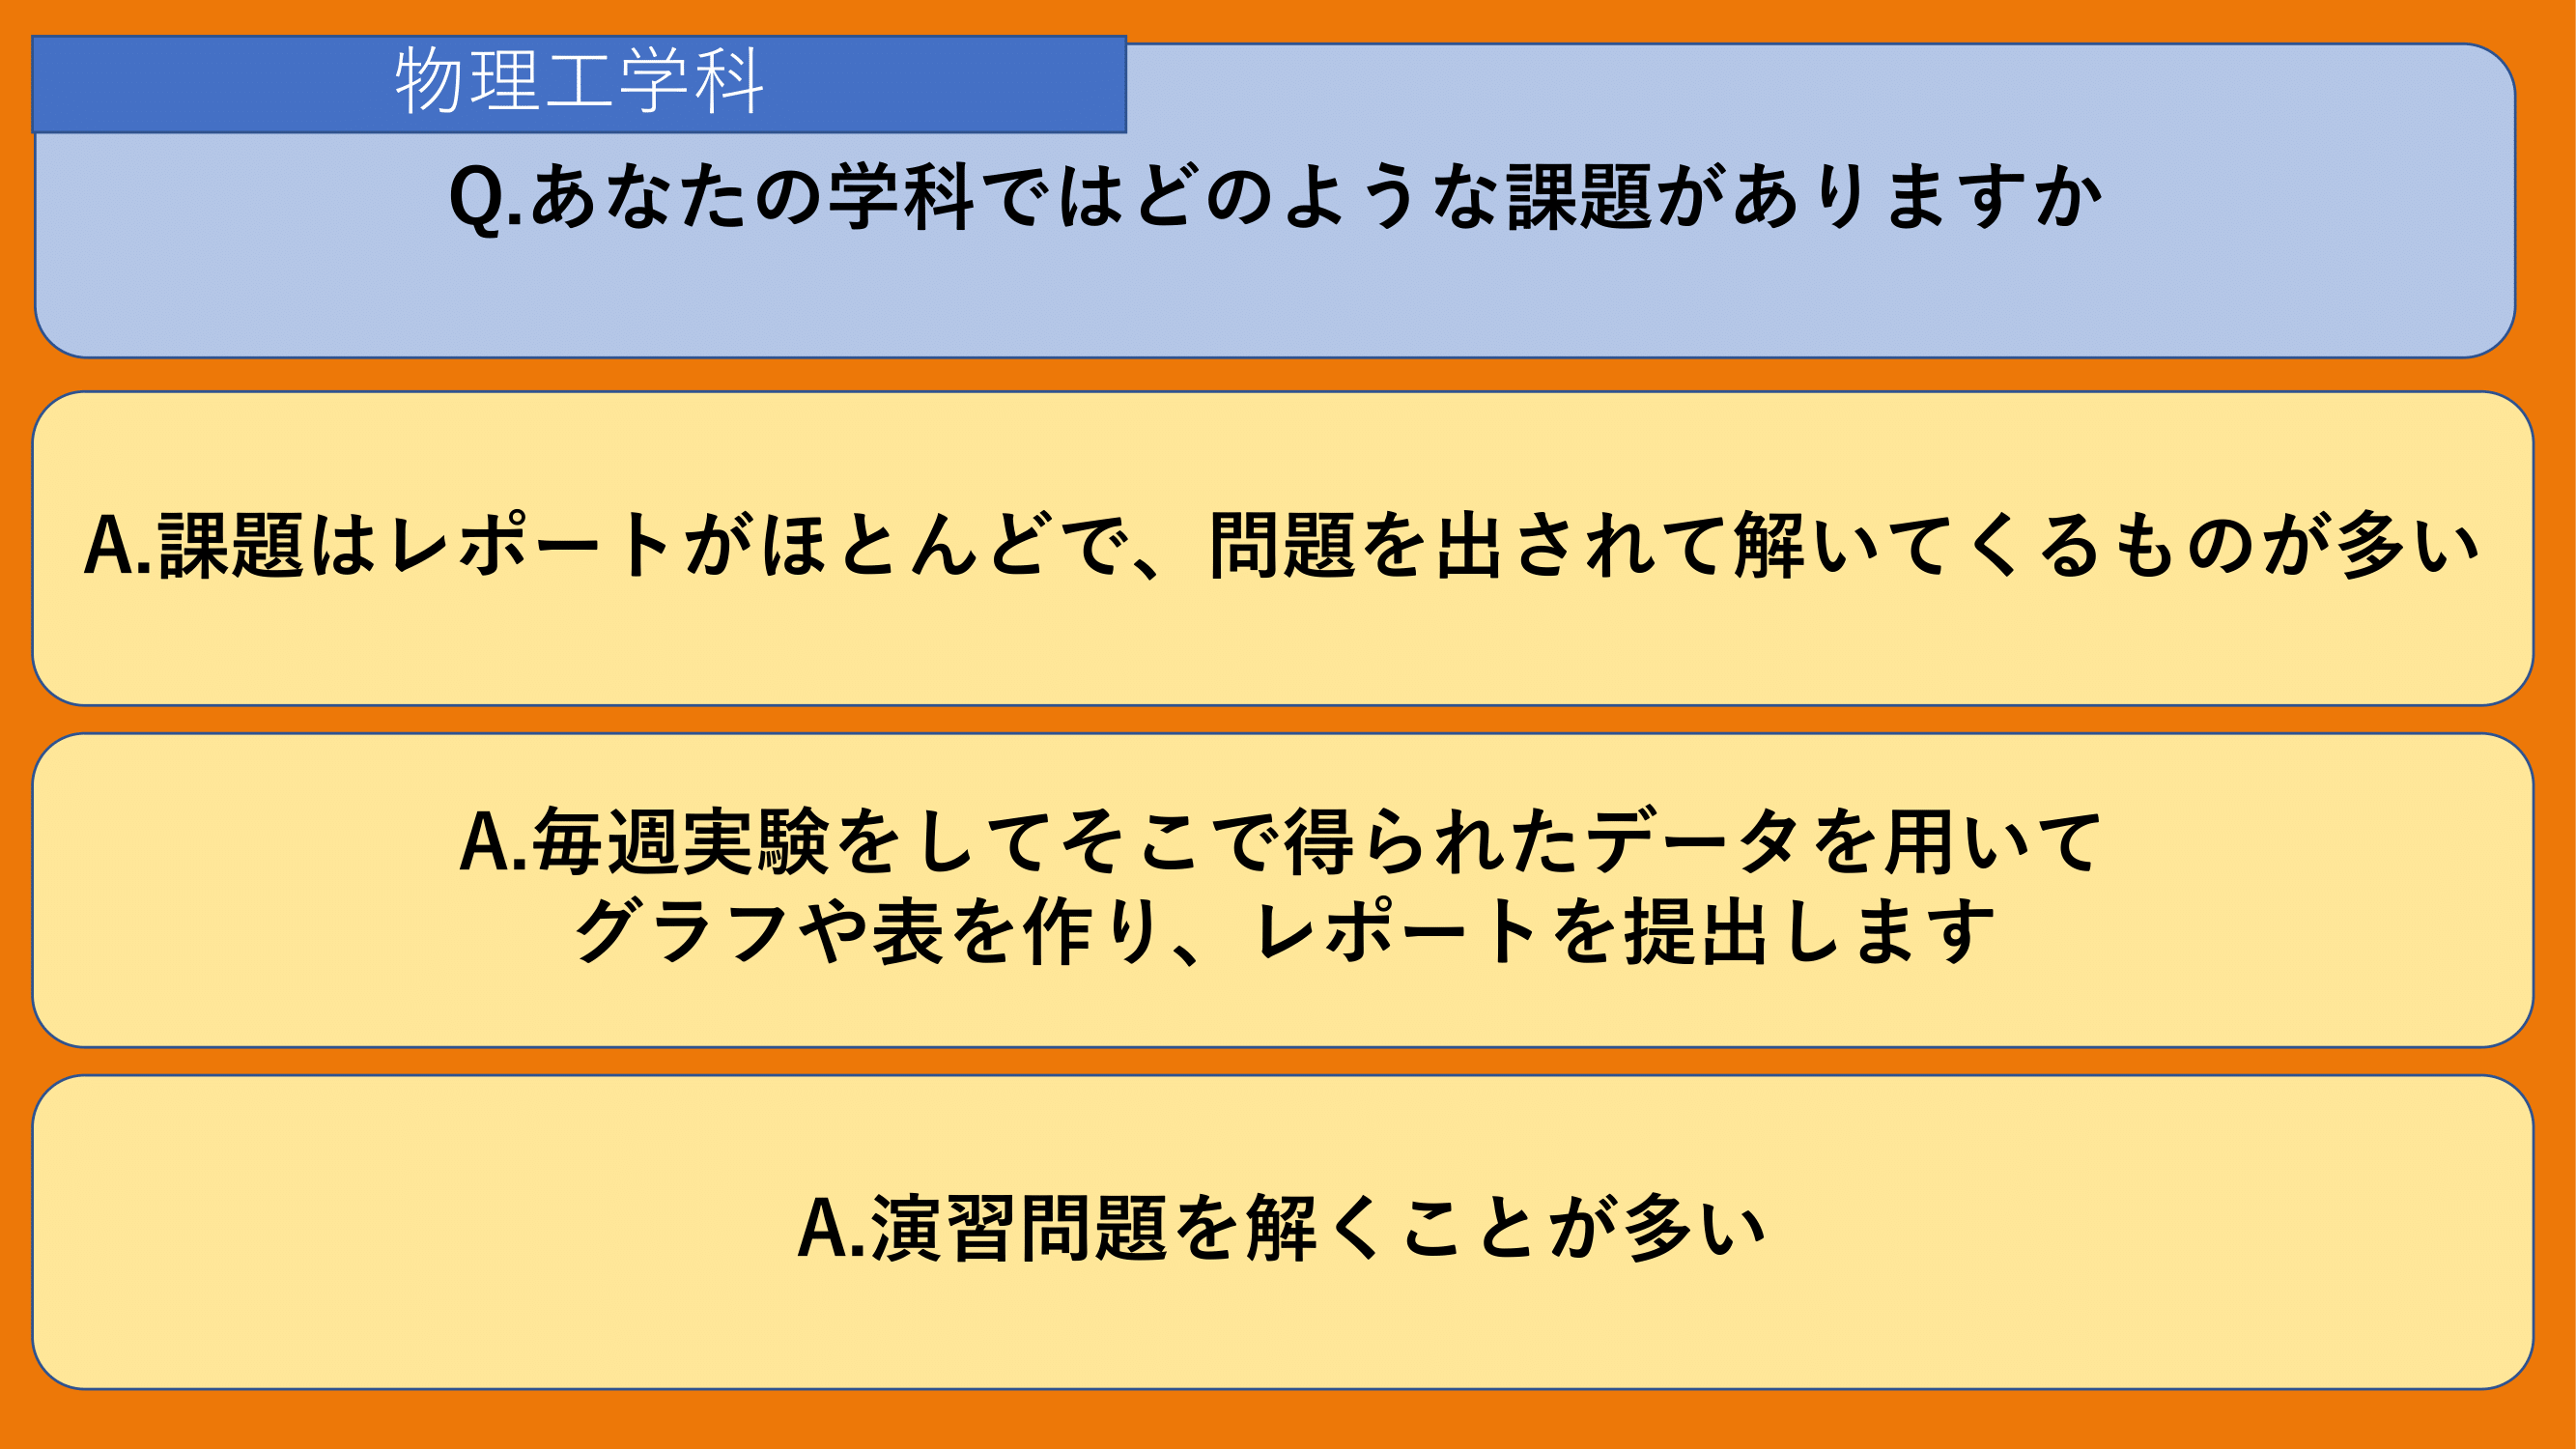 物理工学科
Q.あなたの学科ではどのような課題がありますか
A.課題はレポートがほとんどで、問題を出されて解いてくるものが多い
A.毎週実験をしてそこで得られたデータを用いて
グラフや表を作り、レポートを提出します
A.演習問題を解くことが多い